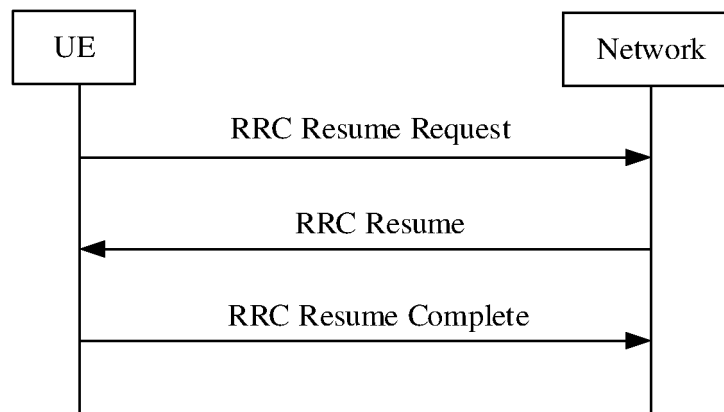 UE
Network
RRC Resume Request
RRC Resume
RRC Resume Complete